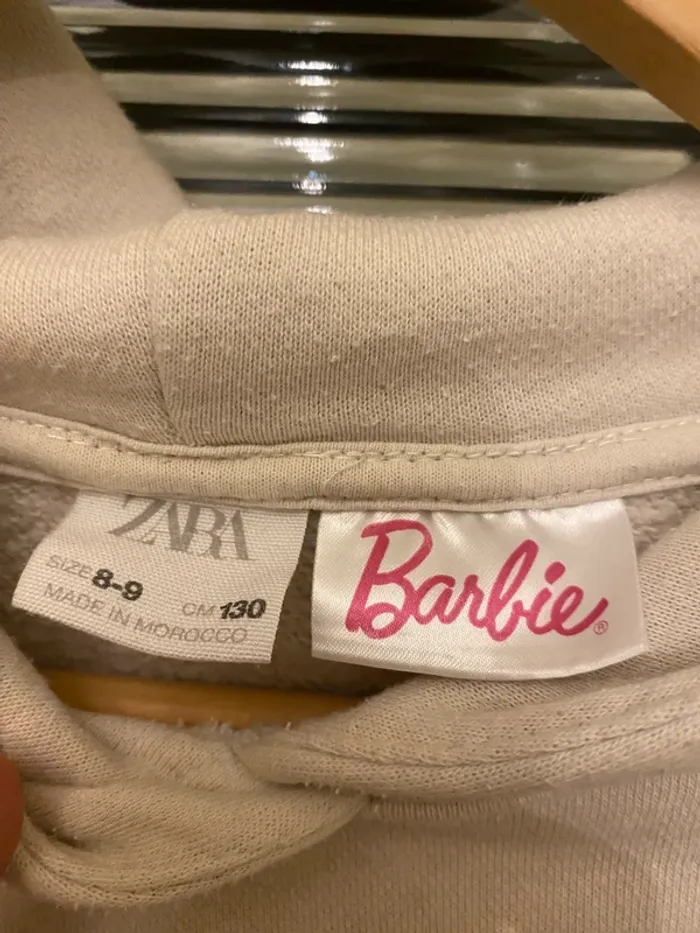 ZARA
SIZE 8-9 CM 130
MADE IN MOROCCO
Barbie®